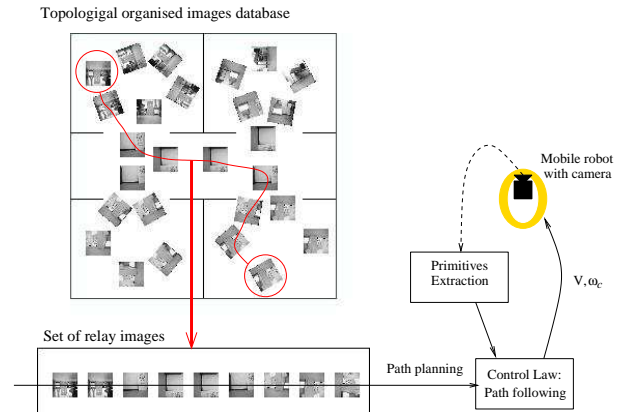 Topologigal organised images database
Mobile robot
with camera
Primitives
Extraction
V, ω_c
Set of relay images
Path planning
Control Law:
Path following